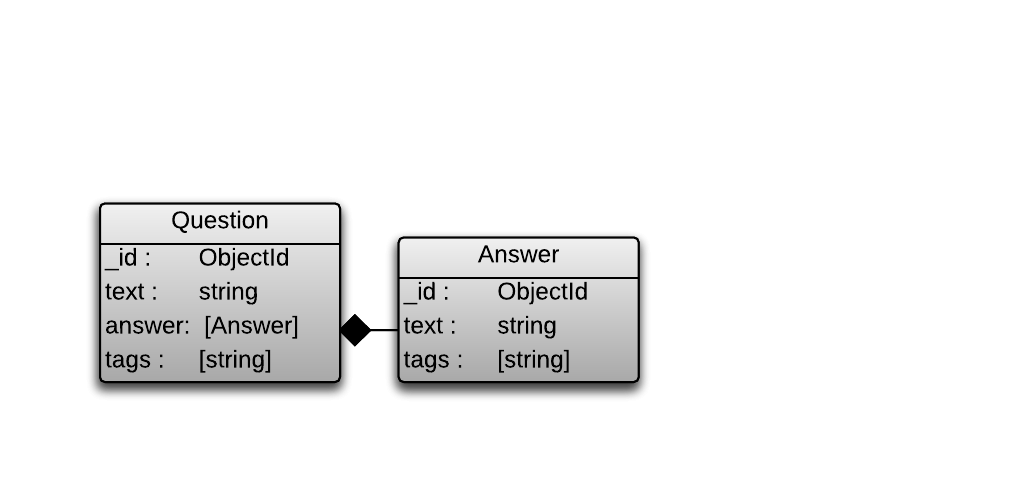 Question
_id : ObjectId
text : string
answer: [Answer]
tags : [string]
Answer
_id : ObjectId
text : string
tags : [string]